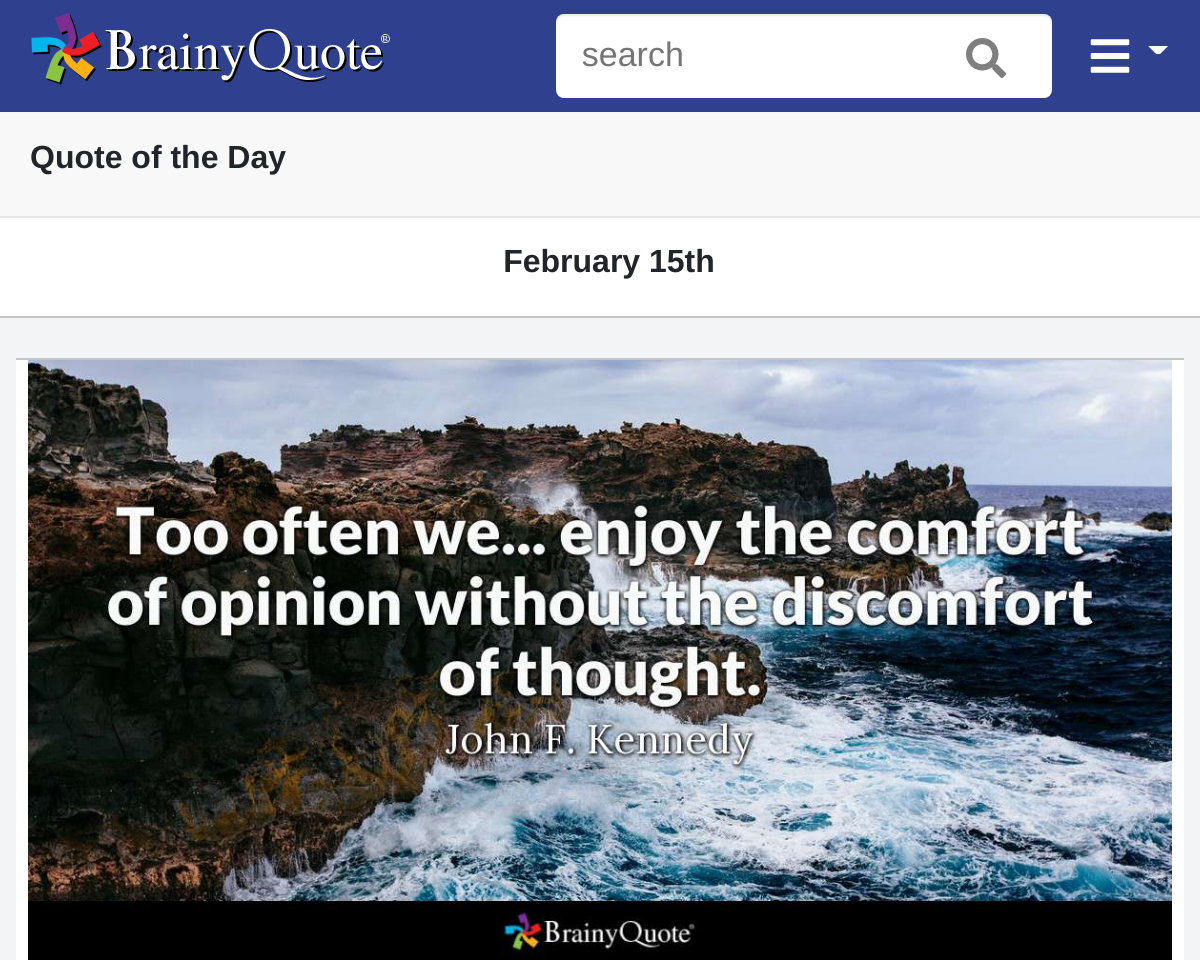 BrainyQuote®
search
Quote of the Day
February 15th
Too often we... enjoy the comfort
of opinion without the discomfort
of thought.
John F. Kennedy
BrainyQuote®